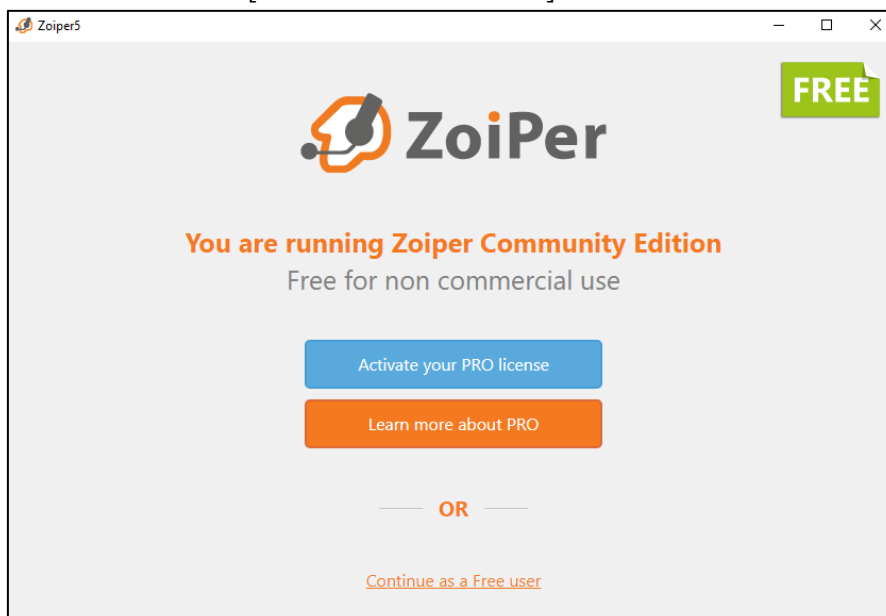 Zoiper5
FREE
ZoiPer
You are running Zoiper Community Edition
Free for non commercial use
Activate your PRO license
Learn more about PRO
OR
Continue as a Free user